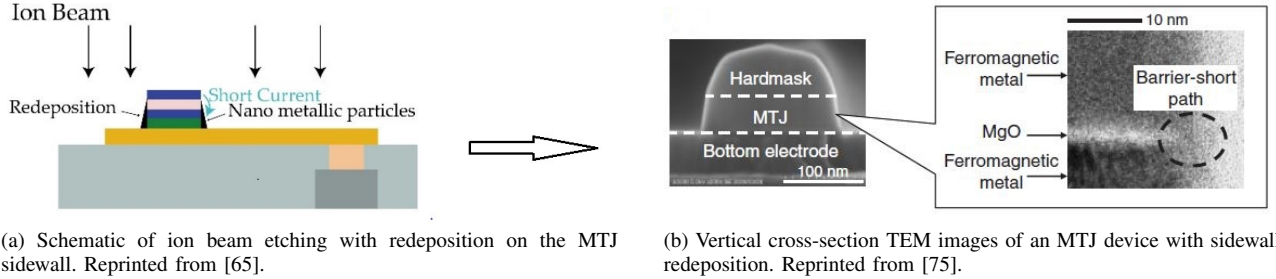 Ion Beam
Redeposition
Short Current
Nano metallic particles
Hardmask
MTJ
Bottom electrode
100 nm
10 nm
Ferromagnetic
metal
Barrier-short
path
MgO
Ferromagnetic
metal
(a) Schematic of ion beam etching with redeposition on the MTJ
sidewall. Reprinted from [65].
(b) Vertical cross-section TEM images of an MTJ device with sidewall
redeposition. Reprinted from [75].